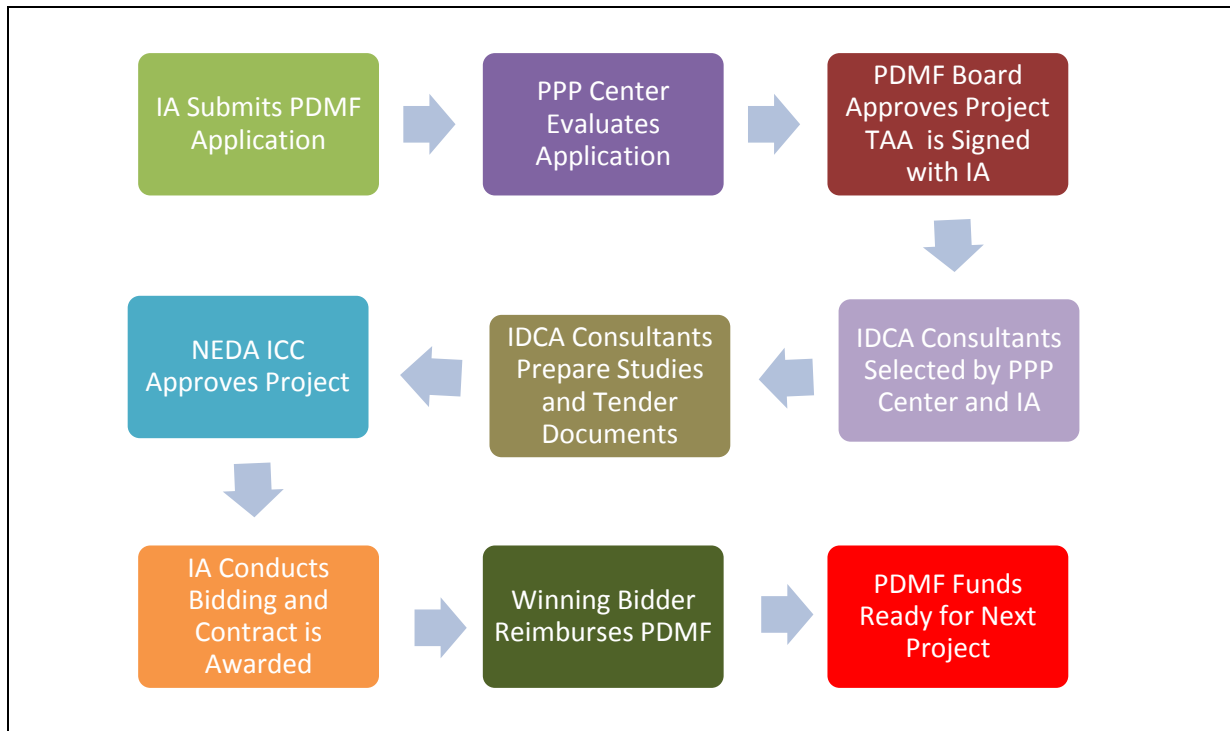 IA Submits PDMF
Application
PPP Center
Evaluates
Application
PDMF Board
Approves Project
TAA is Signed
with IA
IDCA Consultants
Selected by PPP
Center and IA
IDCA Consultants
Prepare Studies
and Tender
Documents
NEDA ICC
Approves Project
IA Conducts
Bidding and
Contract is
Awarded
Winning Bidder
Reimburses PDMF
PDMF Funds
Ready for Next
Project